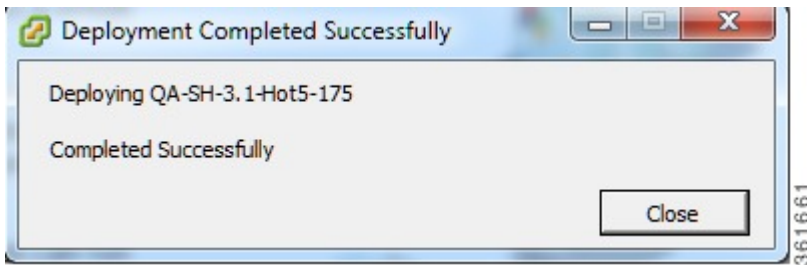 Deployment Completed Successfully
Deploying QA-SH-3.1-Hot5-175
Completed Successfully
Close
361661